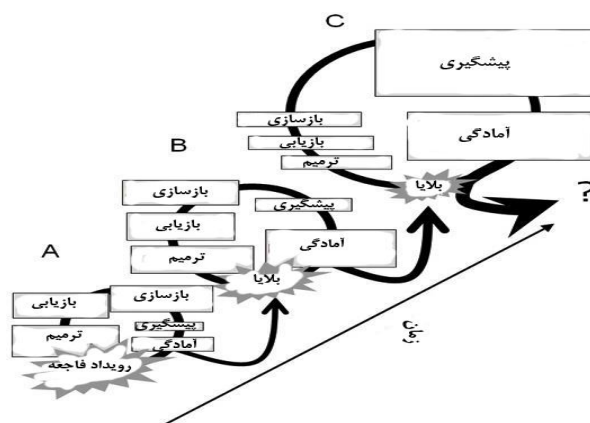 C
پیشگیری
آمادگی
بازسازی
بازیابی
ترمیم
بلایا
؟
B
بازسازی
بازیابی
ترمیم
پیشگیری
آمادگی
بلایا
A
بازیابی
ترمیم
بازسازی
پیشگیری
آمادگی
رویداد فاجعه
زمان